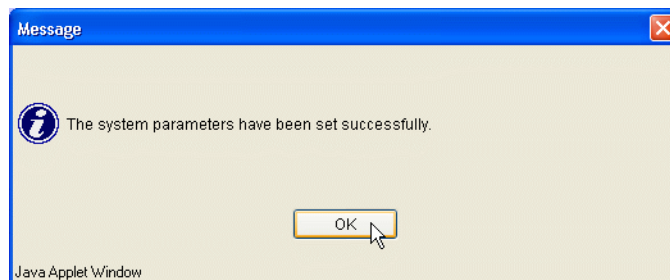 Message
The system parameters have been set successfully.
OK
Java Applet Window